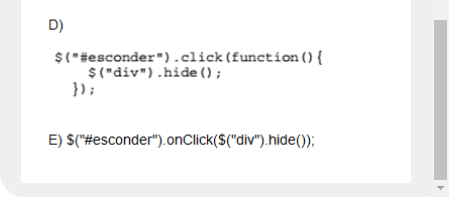 D)
$("#esconder").click(function(){
$("div").hide();
});
E) $("#esconder").onClick($("div").hide());